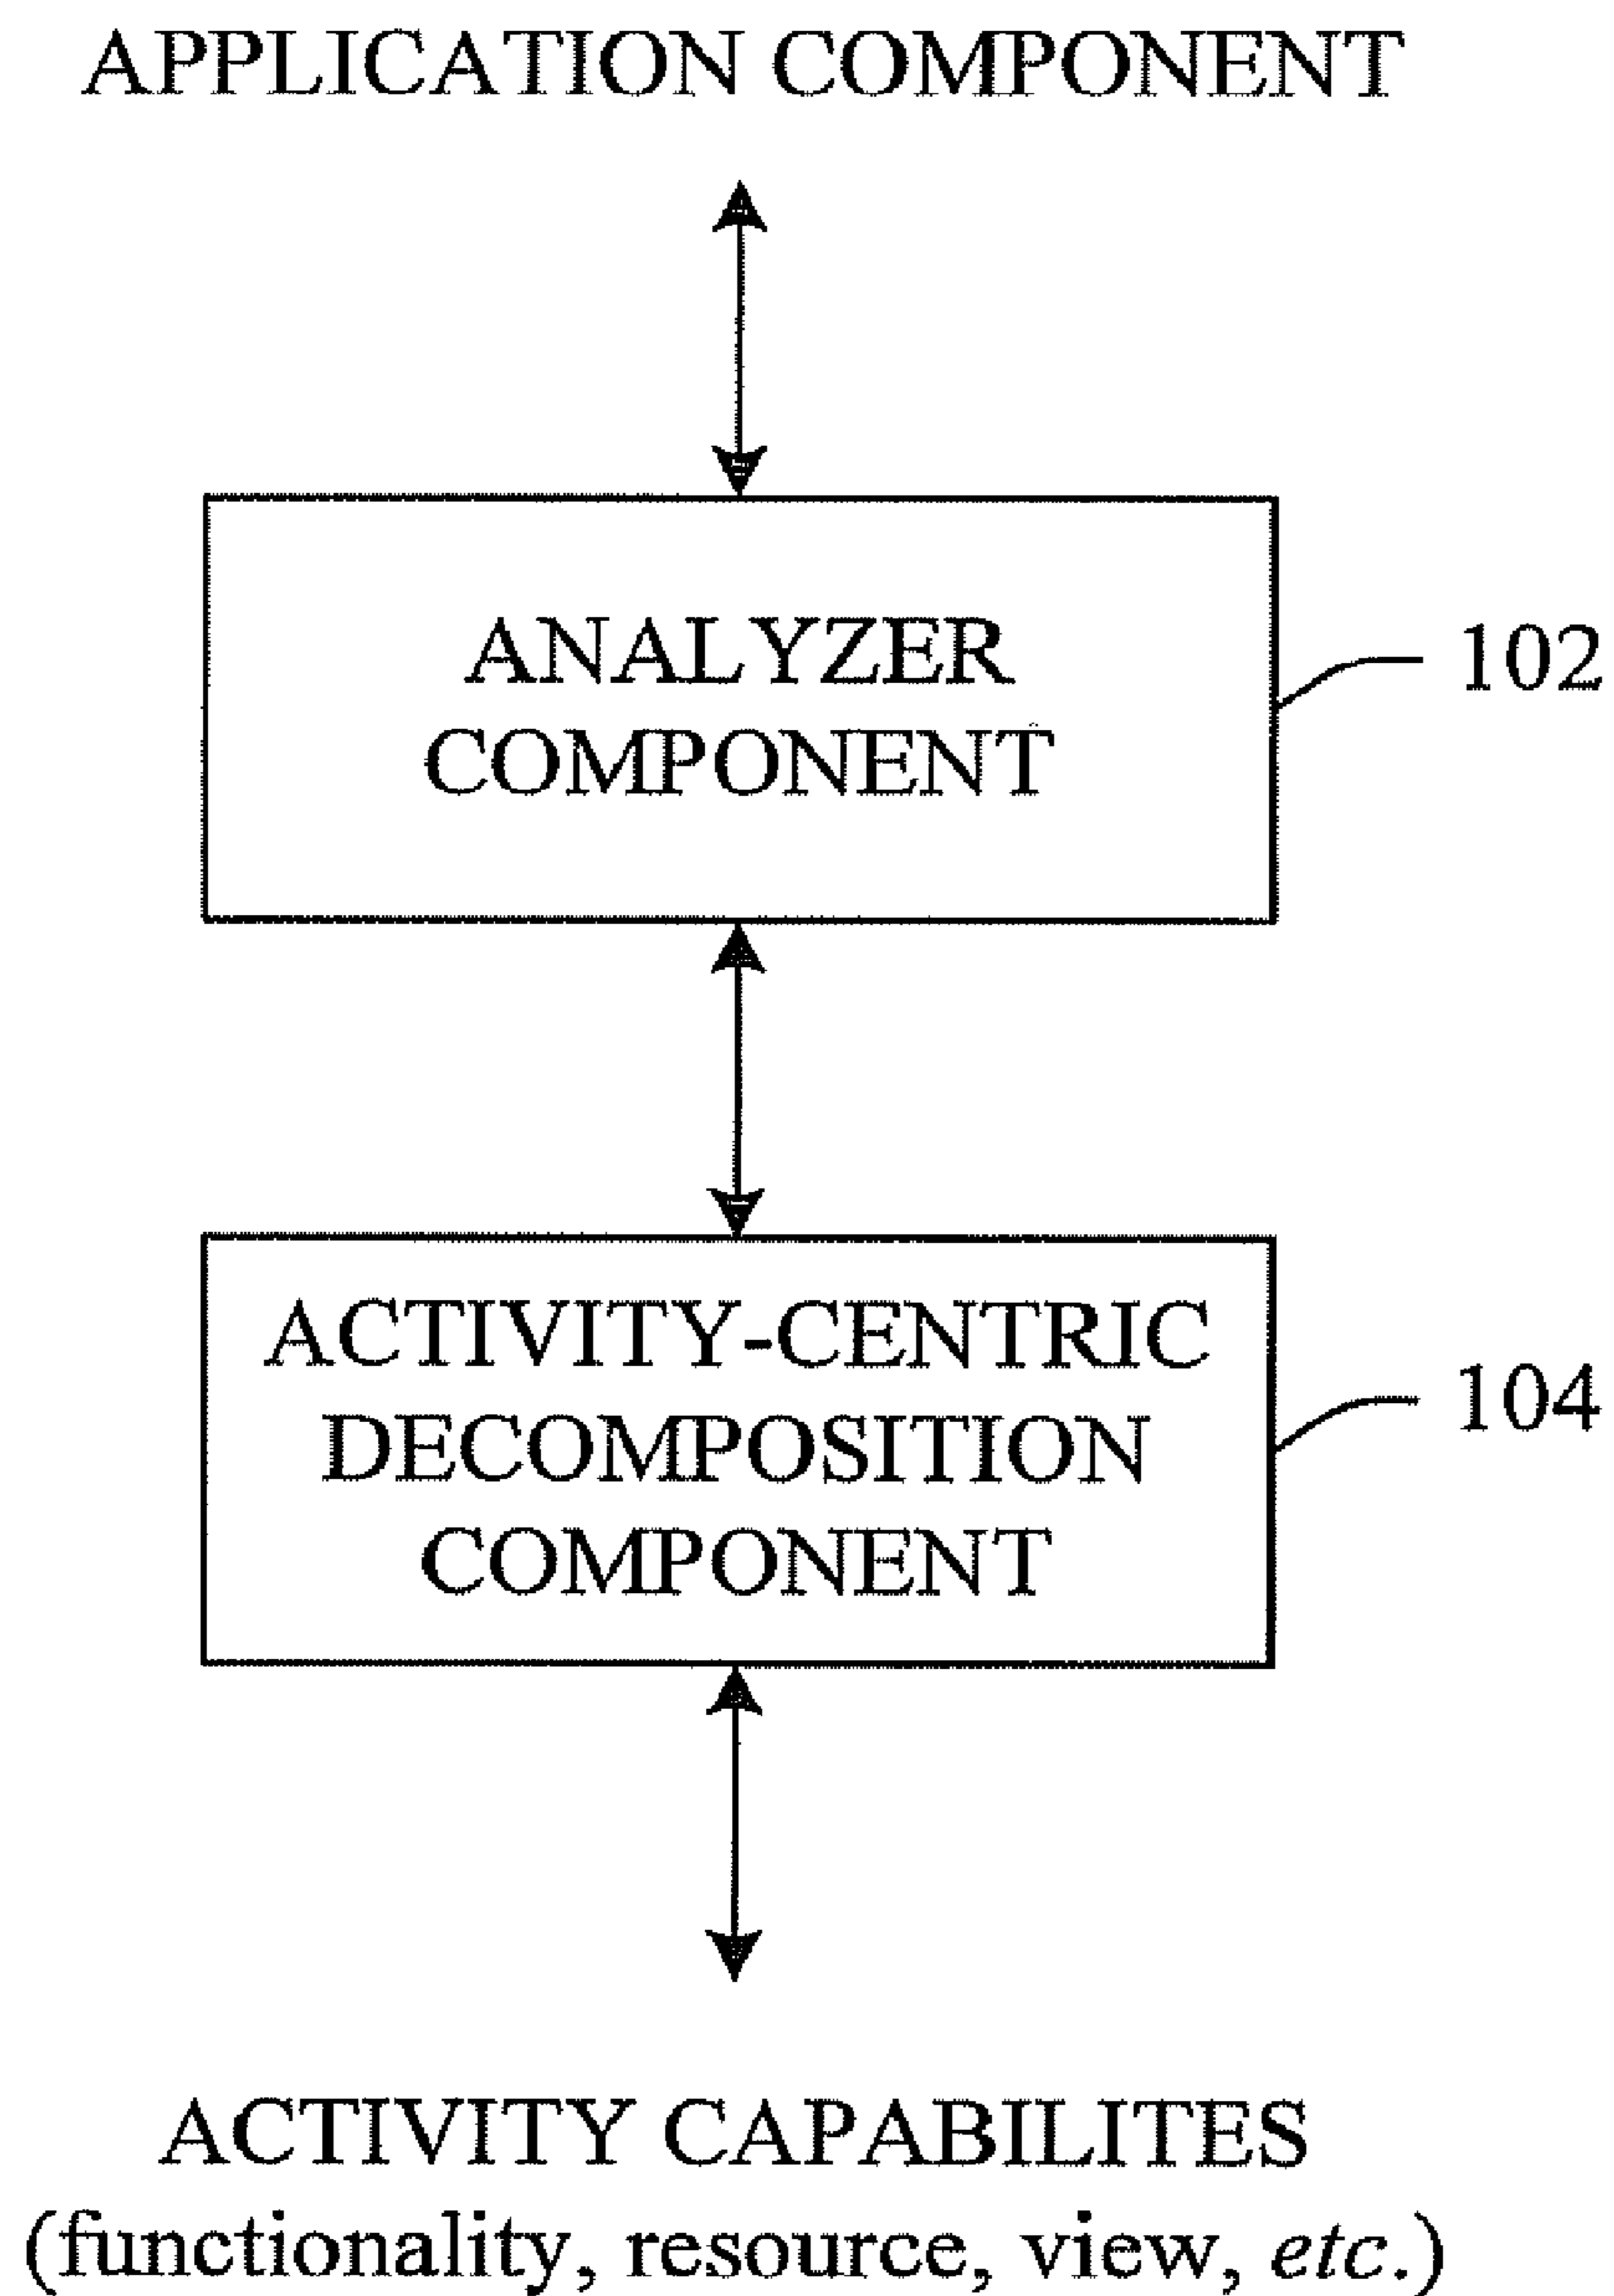 APPLICATION COMPONENT
ANALYZER
COMPONENT
102
ACTIVITY-CENTRIC
DECOMPOSITION
COMPONENT
104
ACTIVITY CAPABILITES
(functionality, resource, view, etc.)